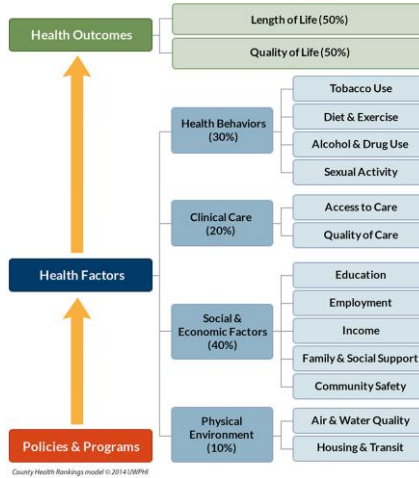 Health Outcomes
Length of Life (50%)
Quality of Life (50%)
Health Factors
Health Behaviors
(30%)
Tobacco Use
Diet & Exercise
Alcohol & Drug Use
Sexual Activity
Clinical Care
(20%)
Access to Care
Quality of Care
Social &
Economic Factors
(40%)
Education
Employment
Income
Family & Social Support
Community Safety
Physical
Environment
(10%)
Air & Water Quality
Housing & Transit
Policies & Programs
County Health Rankings model © 2014 UWPHI